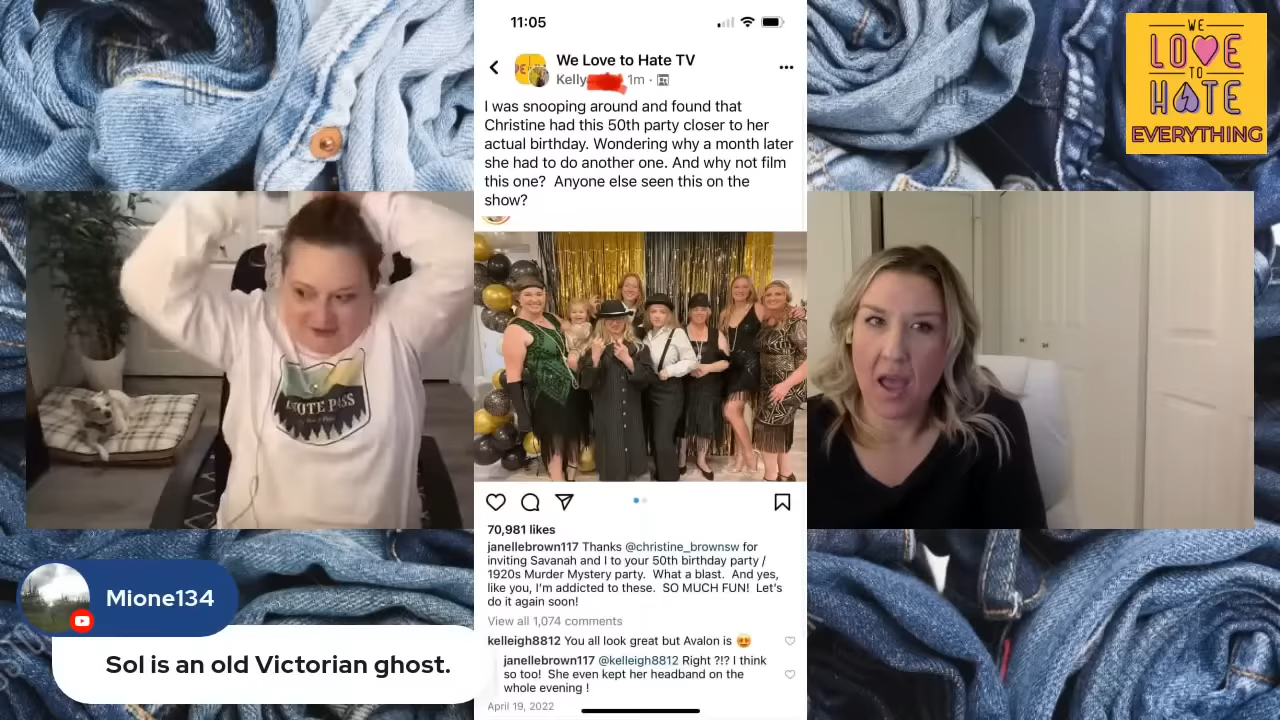 11:05
We Love to Hate TV
Kelly 1m ·
I was snooping around and found that
Christine had this 50th party closer to her
actual birthday. Wondering why a month later
she had to do another one. And why not film
this one?  Anyone else seen this on the
show?
WE
LOVE
TO
HATE
EVERYTHING
70,981 likes
janellebrown117 Thanks @christine_brownsw for
inviting Savanah and I to your 50th birthday party /
1920s Murder Mystery party.  What a blast.  And yes,
like you, I'm addicted to these.  SO MUCH FUN!  Let's
do it again soon!
View all 1,074 comments
kelleigh8812 You all look great but Avalon is 😍
janellebrown117 @kelleigh8812 Right ?!? I think
so too!  She even kept her headband on the
whole evening !
April 19, 2022
Mione134
Sol is an old Victorian ghost.